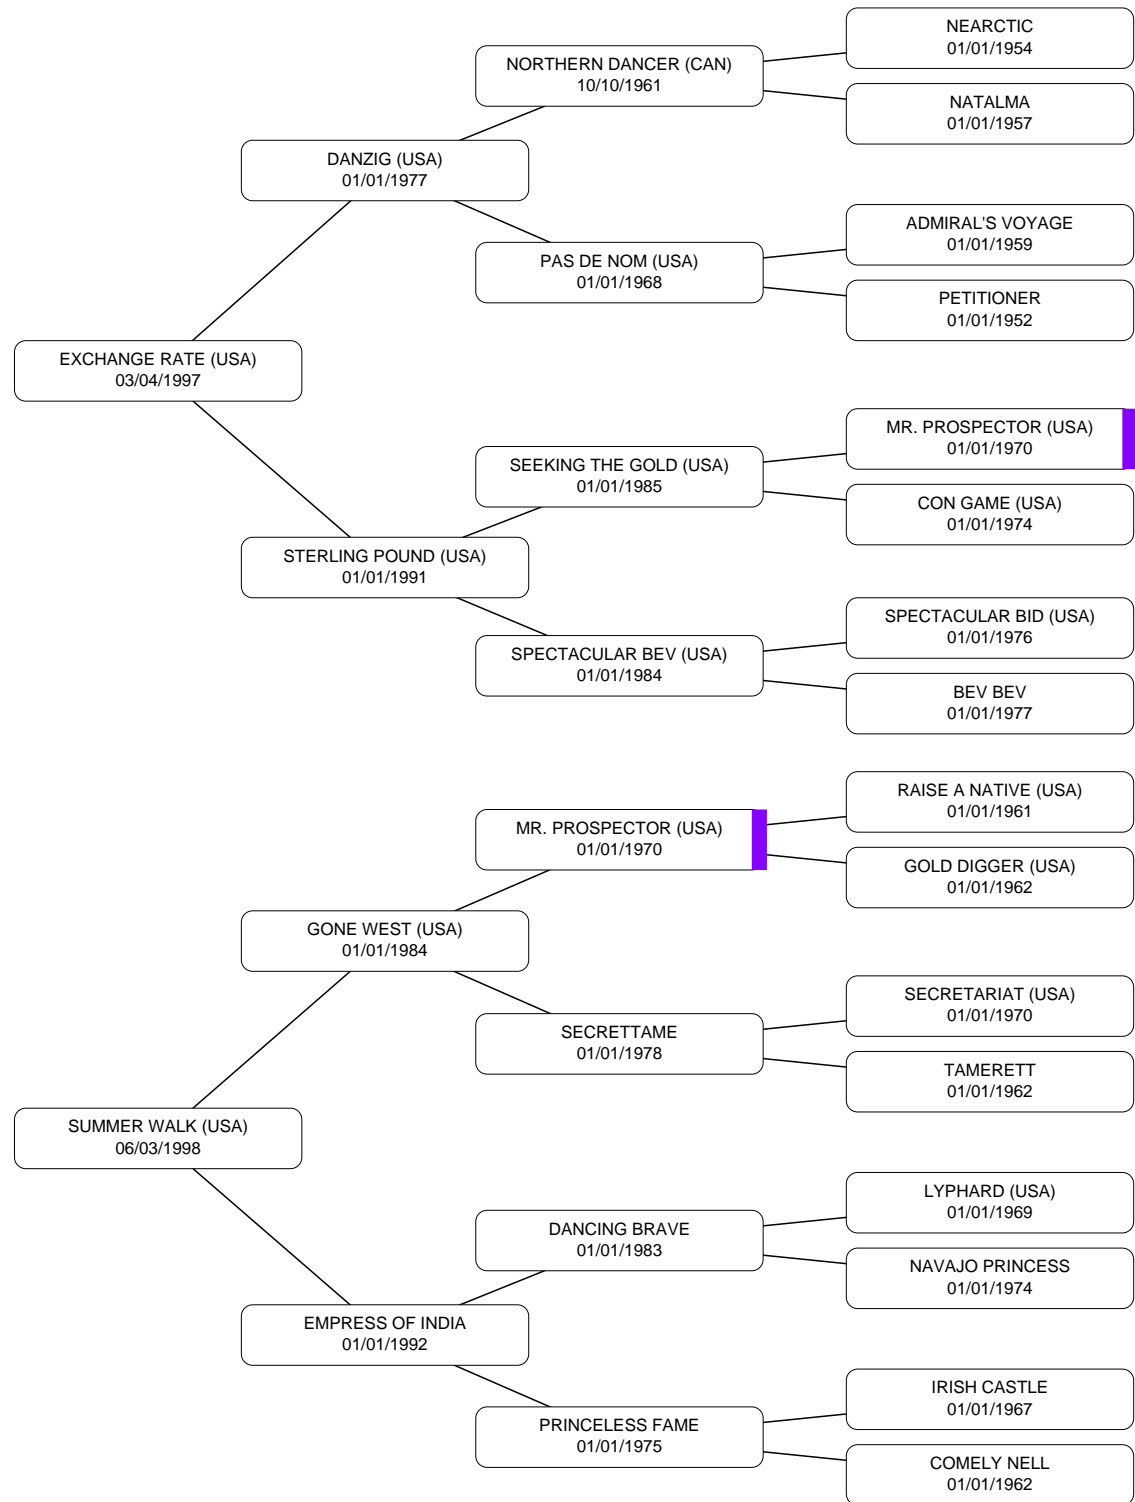 NEARCTIC
01/01/1954
NORTHERN DANCER (CAN)
10/10/1961
NATALMA
01/01/1957
DANZIG (USA)
01/01/1977
ADMIRAL'S VOYAGE
01/01/1959
PAS DE NOM (USA)
01/01/1968
PETITIONER
01/01/1952
EXCHANGE RATE (USA)
03/04/1997
MR. PROSPECTOR (USA)
01/01/1970
SEEKING THE GOLD (USA)
01/01/1985
CON GAME (USA)
01/01/1974
STERLING POUND (USA)
01/01/1991
SPECTACULAR BID (USA)
01/01/1976
SPECTACULAR BEV (USA)
01/01/1984
BEV BEV
01/01/1977
RAISE A NATIVE (USA)
01/01/1961
MR. PROSPECTOR (USA)
01/01/1970
GOLD DIGGER (USA)
01/01/1962
GONE WEST (USA)
01/01/1984
SECRETARIAT (USA)
01/01/1970
SECRETTAME
01/01/1978
TAMERETT
01/01/1962
SUMMER WALK (USA)
06/03/1998
LYPHARD (USA)
01/01/1969
DANCING BRAVE
01/01/1983
NAVAJO PRINCESS
01/01/1974
EMPRESS OF INDIA
01/01/1992
IRISH CASTLE
01/01/1967
PRINCELESS FAME
01/01/1975
COMELY NELL
01/01/1962